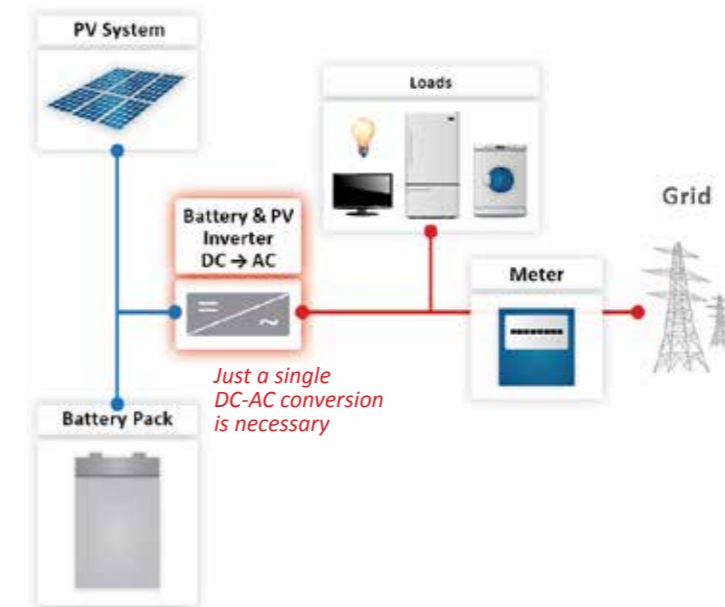 PV System
Loads
Grid
Battery & PV
Inverter
DC → AC
Meter
Just a single
DC-AC conversion
is necessary
Battery Pack